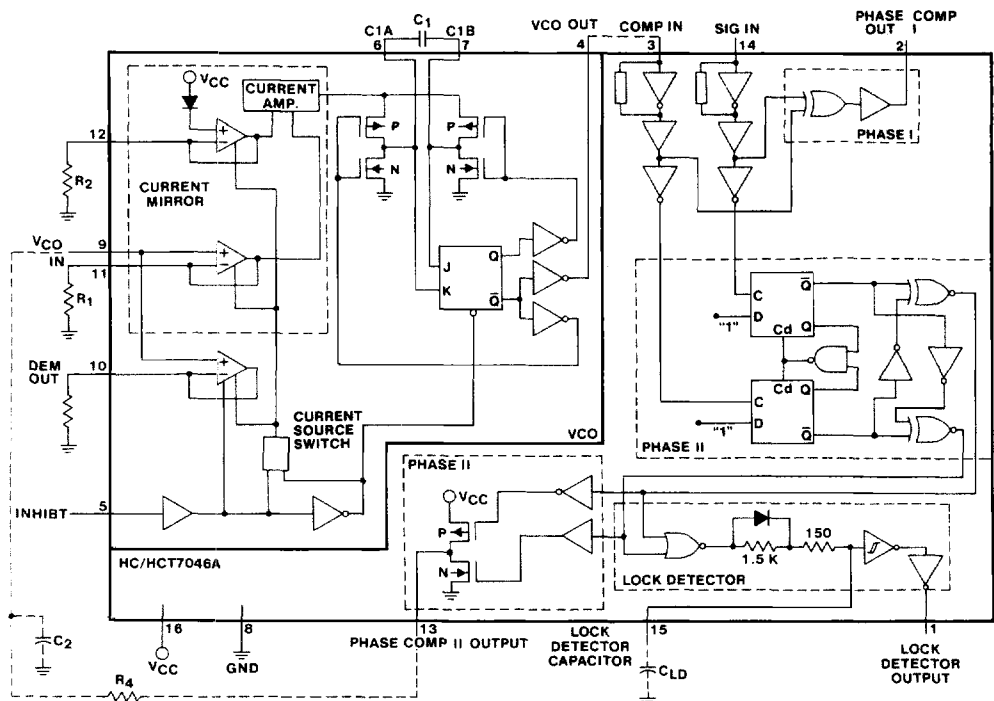 C1
C1A
C1B
6
7
VCO OUT
4
COMP IN
3
SIG IN
14
PHASE COMP
OUT I
2
VCC
CURRENT
AMP.
P
P
N
N
12
R2
CURRENT
MIRROR
PHASE I
VCO
IN
9
11
R1
J
K
Q
Q̅
C
D
"1"
Q̅
Q
Cd
Cd
Q
C
D
"1"
Q̅
PHASE II
DEM
OUT
10
CURRENT
SOURCE
SWITCH
VCO
INHIBT
5
PHASE II
VCC
P
N
1.5 K
150
LOCK DETECTOR
HC/HCT7046A
C2
16
VCC
8
GND
13
PHASE COMP II OUTPUT
LOCK
DETECTOR
CAPACITOR
15
CLD
1
LOCK
DETECTOR
OUTPUT
R4